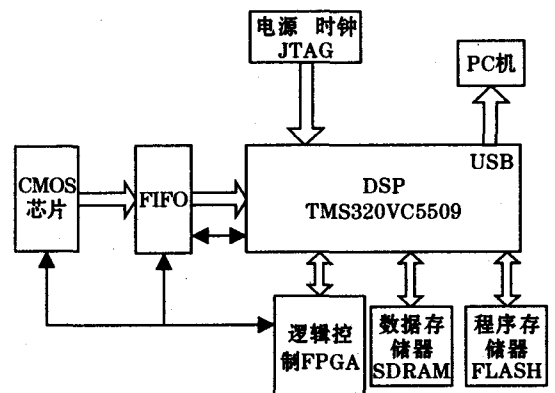 电源 时钟
JTAG
PC机
USB
CMOS
芯片
FIFO
DSP
TMS320VC5509
逻辑控
制FPGA
数据存
储器
SDRAM
程序存
储器
FLASH